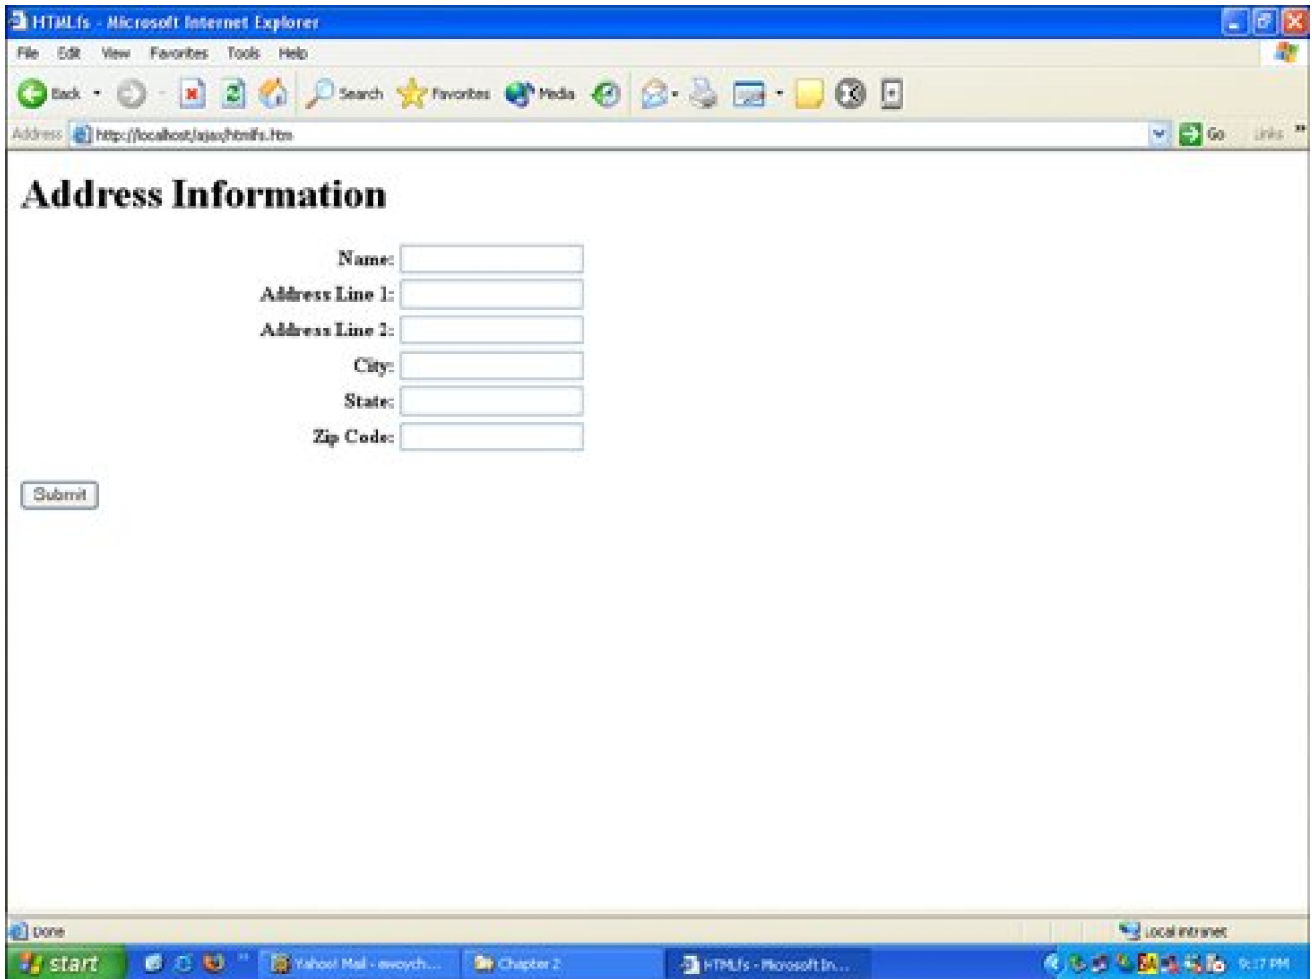 HTMLfs - Microsoft Internet Explorer
File Edit View Favorites Tools Help
Back Search Favorites Media
Address http://localhost/ajax/htmlfs.htm Go Links
Address Information
Name:
Address Line 1:
Address Line 2:
City:
State:
Zip Code:
Submit
Done Local intranet
start Yahoo! Mail - ewoych... Chapter 2 HTMLfs - Microsoft In... 9:17 PM